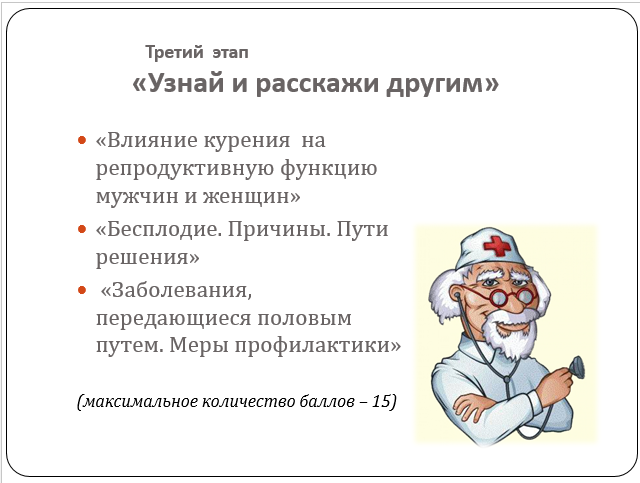 Третий этап
«Узнай и расскажи другим»
«Влияние курения на
репродуктивную функцию
мужчин и женщин»
«Бесплодие. Причины. Пути
решения»
«Заболевания,
передающиеся половым
путем. Меры профилактики»
(максимальное количество баллов – 15)